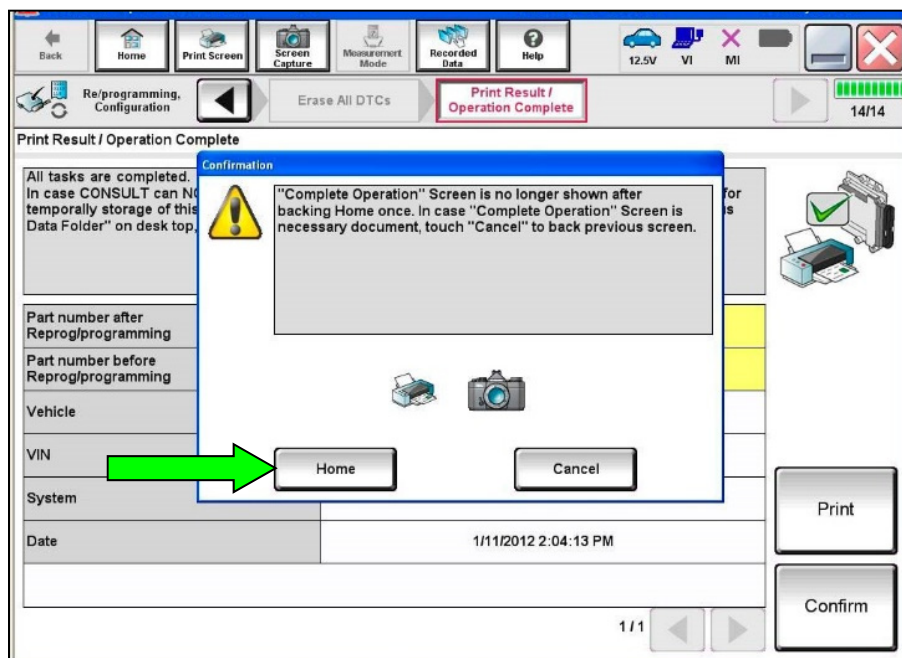 Back
Home
Print Screen
Screen
Capture
Measurement
Mode
Recorded
Data
Help
12.5V
VI
MI
Re/programming,
Configuration
Erase All DTCs
Print Result /
Operation Complete
14/14
Print Result / Operation Complete
All tasks are completed.
In case CONSULT can for
temporally storage of this
Data Folder" on desk top,
Confirmation
"Complete Operation" Screen is no longer shown after
backing Home once. In case "Complete Operation" Screen is
necessary document, touch "Cancel" to back previous screen.
Home
Cancel
Part number after
Reprog/programming
Part number before
Reprog/programming
Vehicle
VIN
System
Date
1/11/2012 2:04:13 PM
Print
Confirm
1/1